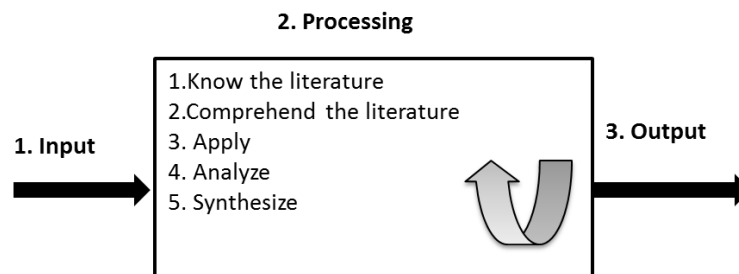 2. Processing
1.Know the literature
2.Comprehend the literature
3. Apply
4. Analyze
5. Synthesize
1. Input
3. Output